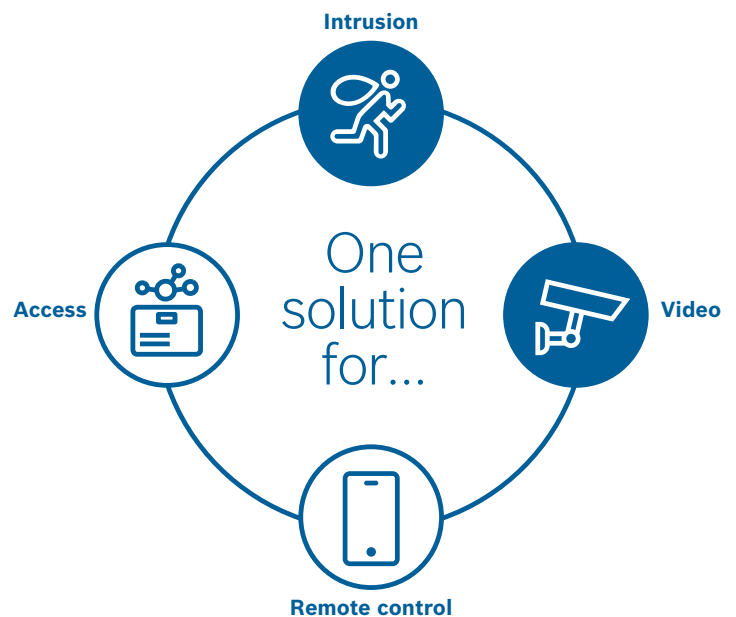 Intrusion
One
solution
for...
Access
Video
Remote control